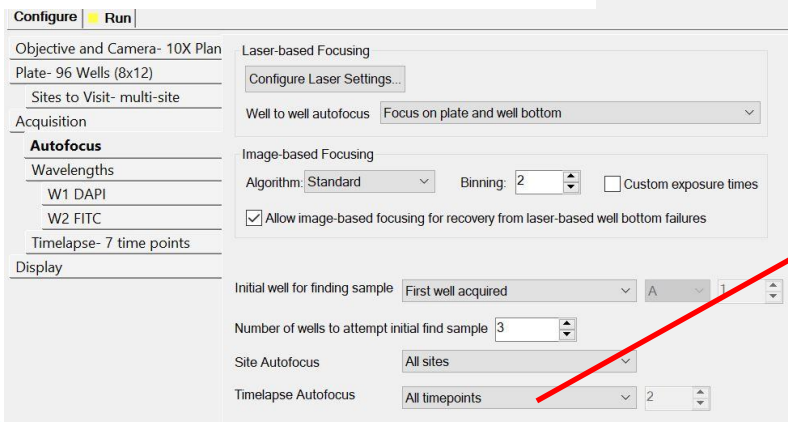 Configure Run
Objective and Camera- 10X Plan
Plate- 96 Wells (8x12)
Sites to Visit- multi-site
Acquisition
Autofocus
Wavelengths
W1 DAPI
W2 FITC
Timelapse- 7 time points
Display
Laser-based Focusing
Configure Laser Settings...
Well to well autofocus Focus on plate and well bottom
Image-based Focusing
Algorithm: Standard Binning: 2 Custom exposure times
Allow image-based focusing for recovery from laser-based well bottom failures
Initial well for finding sample First well acquired A 1
Number of wells to attempt initial find sample 3
Site Autofocus All sites
Timelapse Autofocus All timepoints 2